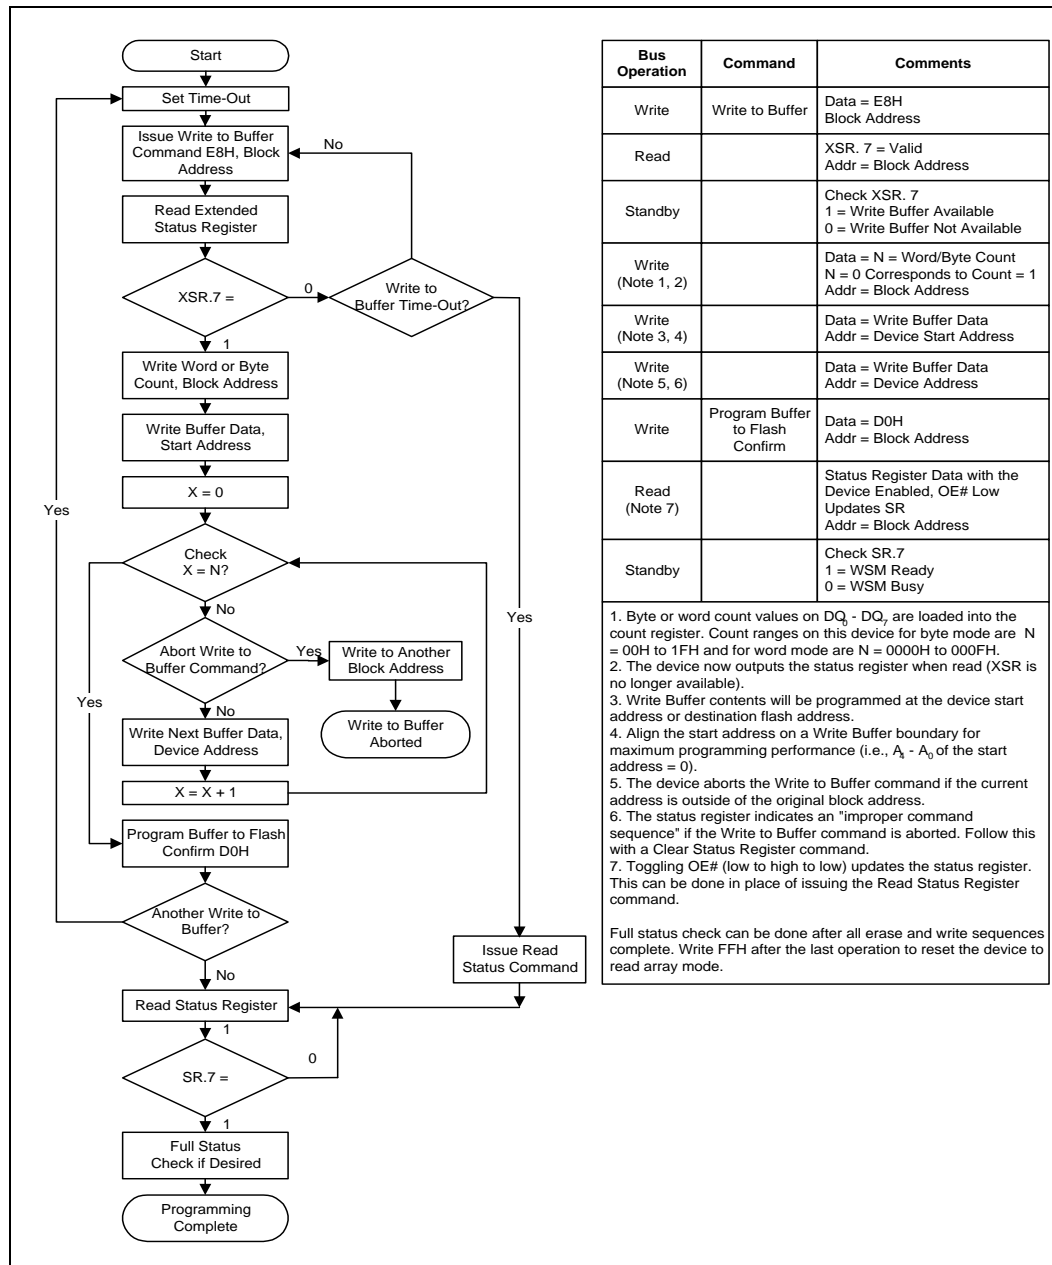 Start
Set Time-Out
Issue Write to Buffer
Command E8H, Block
Address
No
Read Extended
Status Register
XSR.7 =
0
Write to
Buffer Time-Out?
1
Write Word or Byte
Count, Block Address
Write Buffer Data,
Start Address
X = 0
Yes
Check
X = N?
No
Yes
Abort Write to
Buffer Command?
Yes
Write to Another
Block Address
Write to Buffer
Aborted
No
Yes
Write Next Buffer Data,
Device Address
X = X + 1
Program Buffer to Flash
Confirm D0H
Another Write to
Buffer?
Issue Read
Status Command
No
Read Status Register
1
SR.7 =
0
1
Full Status
Check if Desired
Programming
Complete
Bus
Operation
Command
Comments
Write
Write to Buffer
Data = E8H
Block Address
Read
XSR. 7 = Valid
Addr = Block Address
Standby
Check XSR. 7
1 = Write Buffer Available
0 = Write Buffer Not Available
Write
(Note 1, 2)
Data = N = Word/Byte Count
N = 0 Corresponds to Count = 1
Addr = Block Address
Write
(Note 3, 4)
Data = Write Buffer Data
Addr = Device Start Address
Write
(Note 5, 6)
Data = Write Buffer Data
Addr = Device Address
Write
Program Buffer
to Flash
Confirm
Data = D0H
Addr = Block Address
Read
(Note 7)
Status Register Data with the
Device Enabled, OE# Low
Updates SR
Addr = Block Address
Standby
Check SR.7
1 = WSM Ready
0 = WSM Busy
1. Byte or word count values on DQ0 - DQ7 are loaded into the
count register. Count ranges on this device for byte mode are N
= 00H to 1FH and for word mode are N = 0000H to 000FH.
2. The device now outputs the status register when read (XSR is
no longer available).
3. Write Buffer contents will be programmed at the device start
address or destination flash address.
4. Align the start address on a Write Buffer boundary for
maximum programming performance (i.e., A4 - A0 of the start
address = 0).
5. The device aborts the Write to Buffer command if the current
address is outside of the original block address.
6. The status register indicates an "improper command
sequence" if the Write to Buffer command is aborted. Follow this
with a Clear Status Register command.
7. Toggling OE# (low to high to low) updates the status register.
This can be done in place of issuing the Read Status Register
command.
Full status check can be done after all erase and write sequences
complete. Write FFH after the last operation to reset the device to
read array mode.